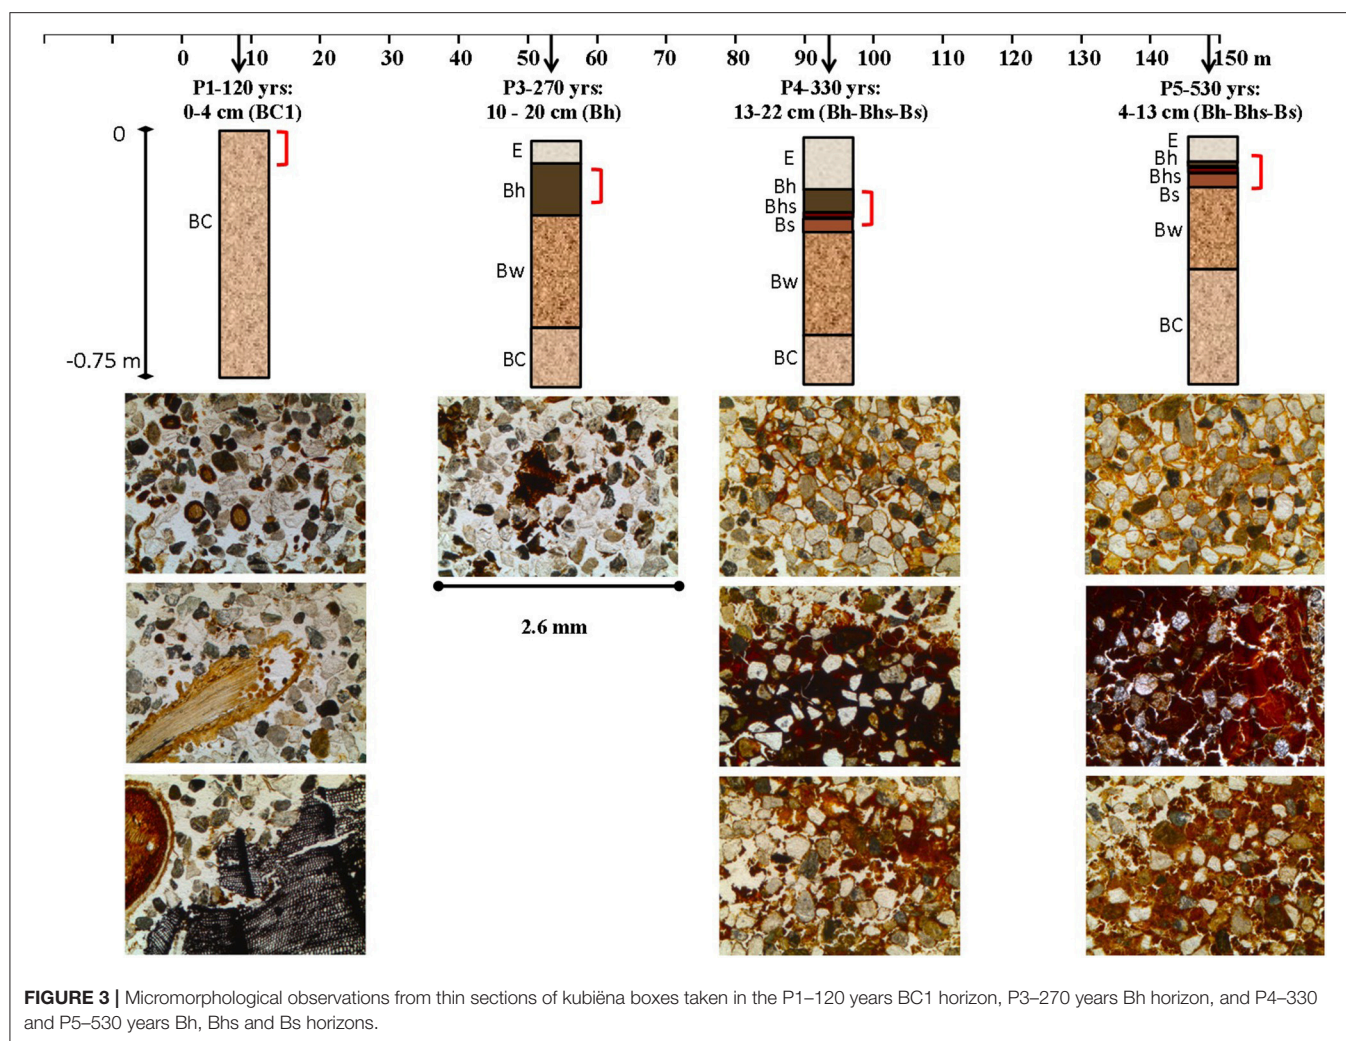 0 10 20 30 40 50 60 70 80 90 100 110 120 130 140 150 m
P1-120 yrs:
0-4 cm (BC1)
P3-270 yrs:
10 - 20 cm (Bh)
P4-330 yrs:
13-22 cm (Bh-Bhs-Bs)
P5-530 yrs:
4-13 cm (Bh-Bhs-Bs)
0
-0.75 m
BC
E
Bh
Bw
BC
E
Bh
Bhs
Bs
Bw
BC
E
Bh
Bhs
Bs
Bw
BC
2.6 mm
FIGURE 3 | Micromorphological observations from thin sections of kubiëna boxes taken in the P1–120 years BC1 horizon, P3–270 years Bh horizon, and P4–330
and P5–530 years Bh, Bhs and Bs horizons.